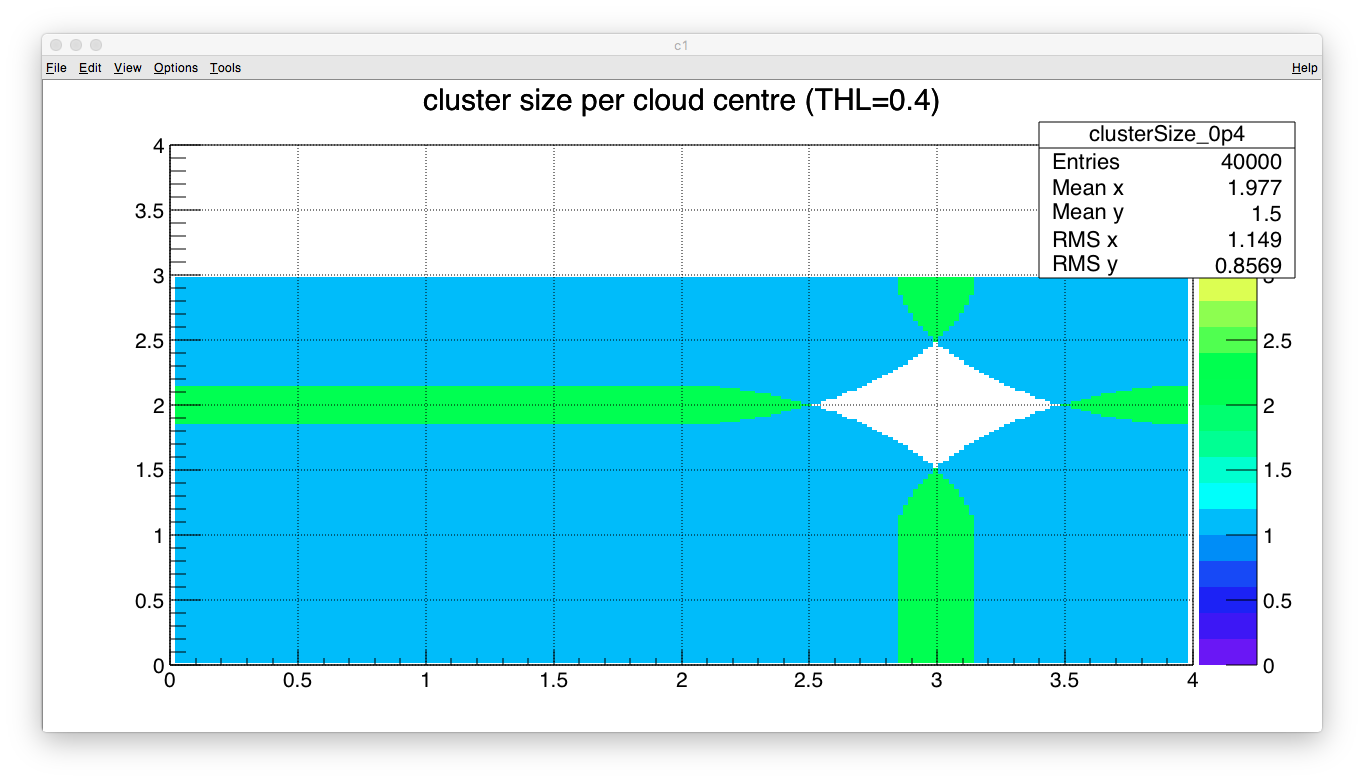 c1
File Edit View Options Tools Help
cluster size per cloud centre (THL=0.4)
clusterSize_0p4
Entries 40000
Mean x 1.977
Mean y 1.5
RMS x 1.149
RMS y 0.8569
4
3.5
3
2.5
2
1.5
1
0.5
0
0 0.5 1 1.5 2 2.5 3 3.5 4
3
2.5
2
1.5
1
0.5
0